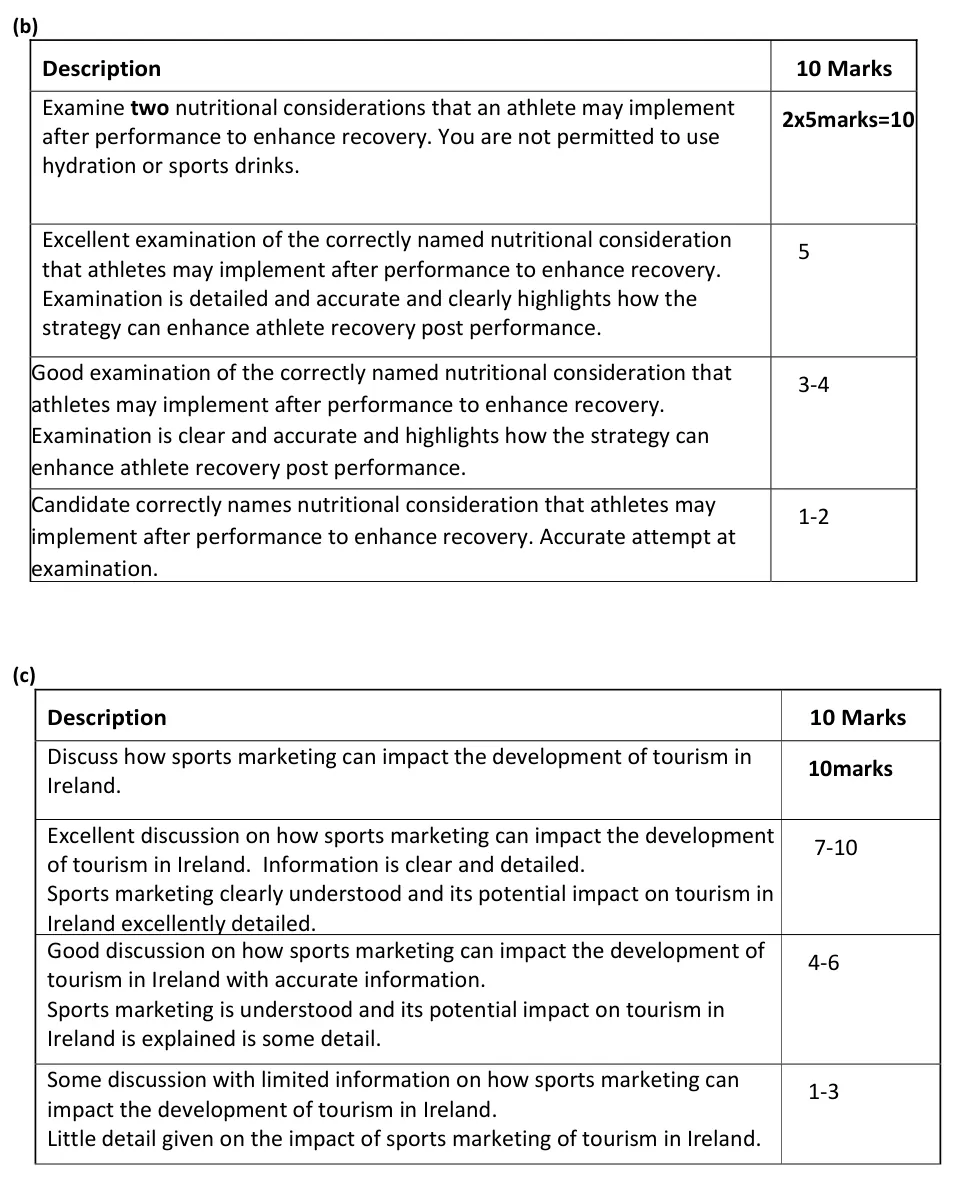 (b)
Description 10 Marks
Examine two nutritional considerations that an athlete may implement 2x5marks=10
after performance to enhance recovery. You are not permitted to use
hydration or sports drinks.
Excellent examination of the correctly named nutritional consideration 5
that athletes may implement after performance to enhance recovery.
Examination is detailed and accurate and clearly highlights how the
strategy can enhance athlete recovery post performance.
Good examination of the correctly named nutritional consideration that 3-4
athletes may implement after performance to enhance recovery.
Examination is clear and accurate and highlights how the strategy can
enhance athlete recovery post performance.
Candidate correctly names nutritional consideration that athletes may 1-2
implement after performance to enhance recovery. Accurate attempt at
examination.
(c)
Description 10 Marks
Discuss how sports marketing can impact the development of tourism in 10marks
Ireland.
Excellent discussion on how sports marketing can impact the development 7-10
of tourism in Ireland. Information is clear and detailed.
Sports marketing clearly understood and its potential impact on tourism in
Ireland excellently detailed.
Good discussion on how sports marketing can impact the development of 4-6
tourism in Ireland with accurate information.
Sports marketing is understood and its potential impact on tourism in
Ireland is explained is some detail.
Some discussion with limited information on how sports marketing can 1-3
impact the development of tourism in Ireland.
Little detail given on the impact of sports marketing of tourism in Ireland.